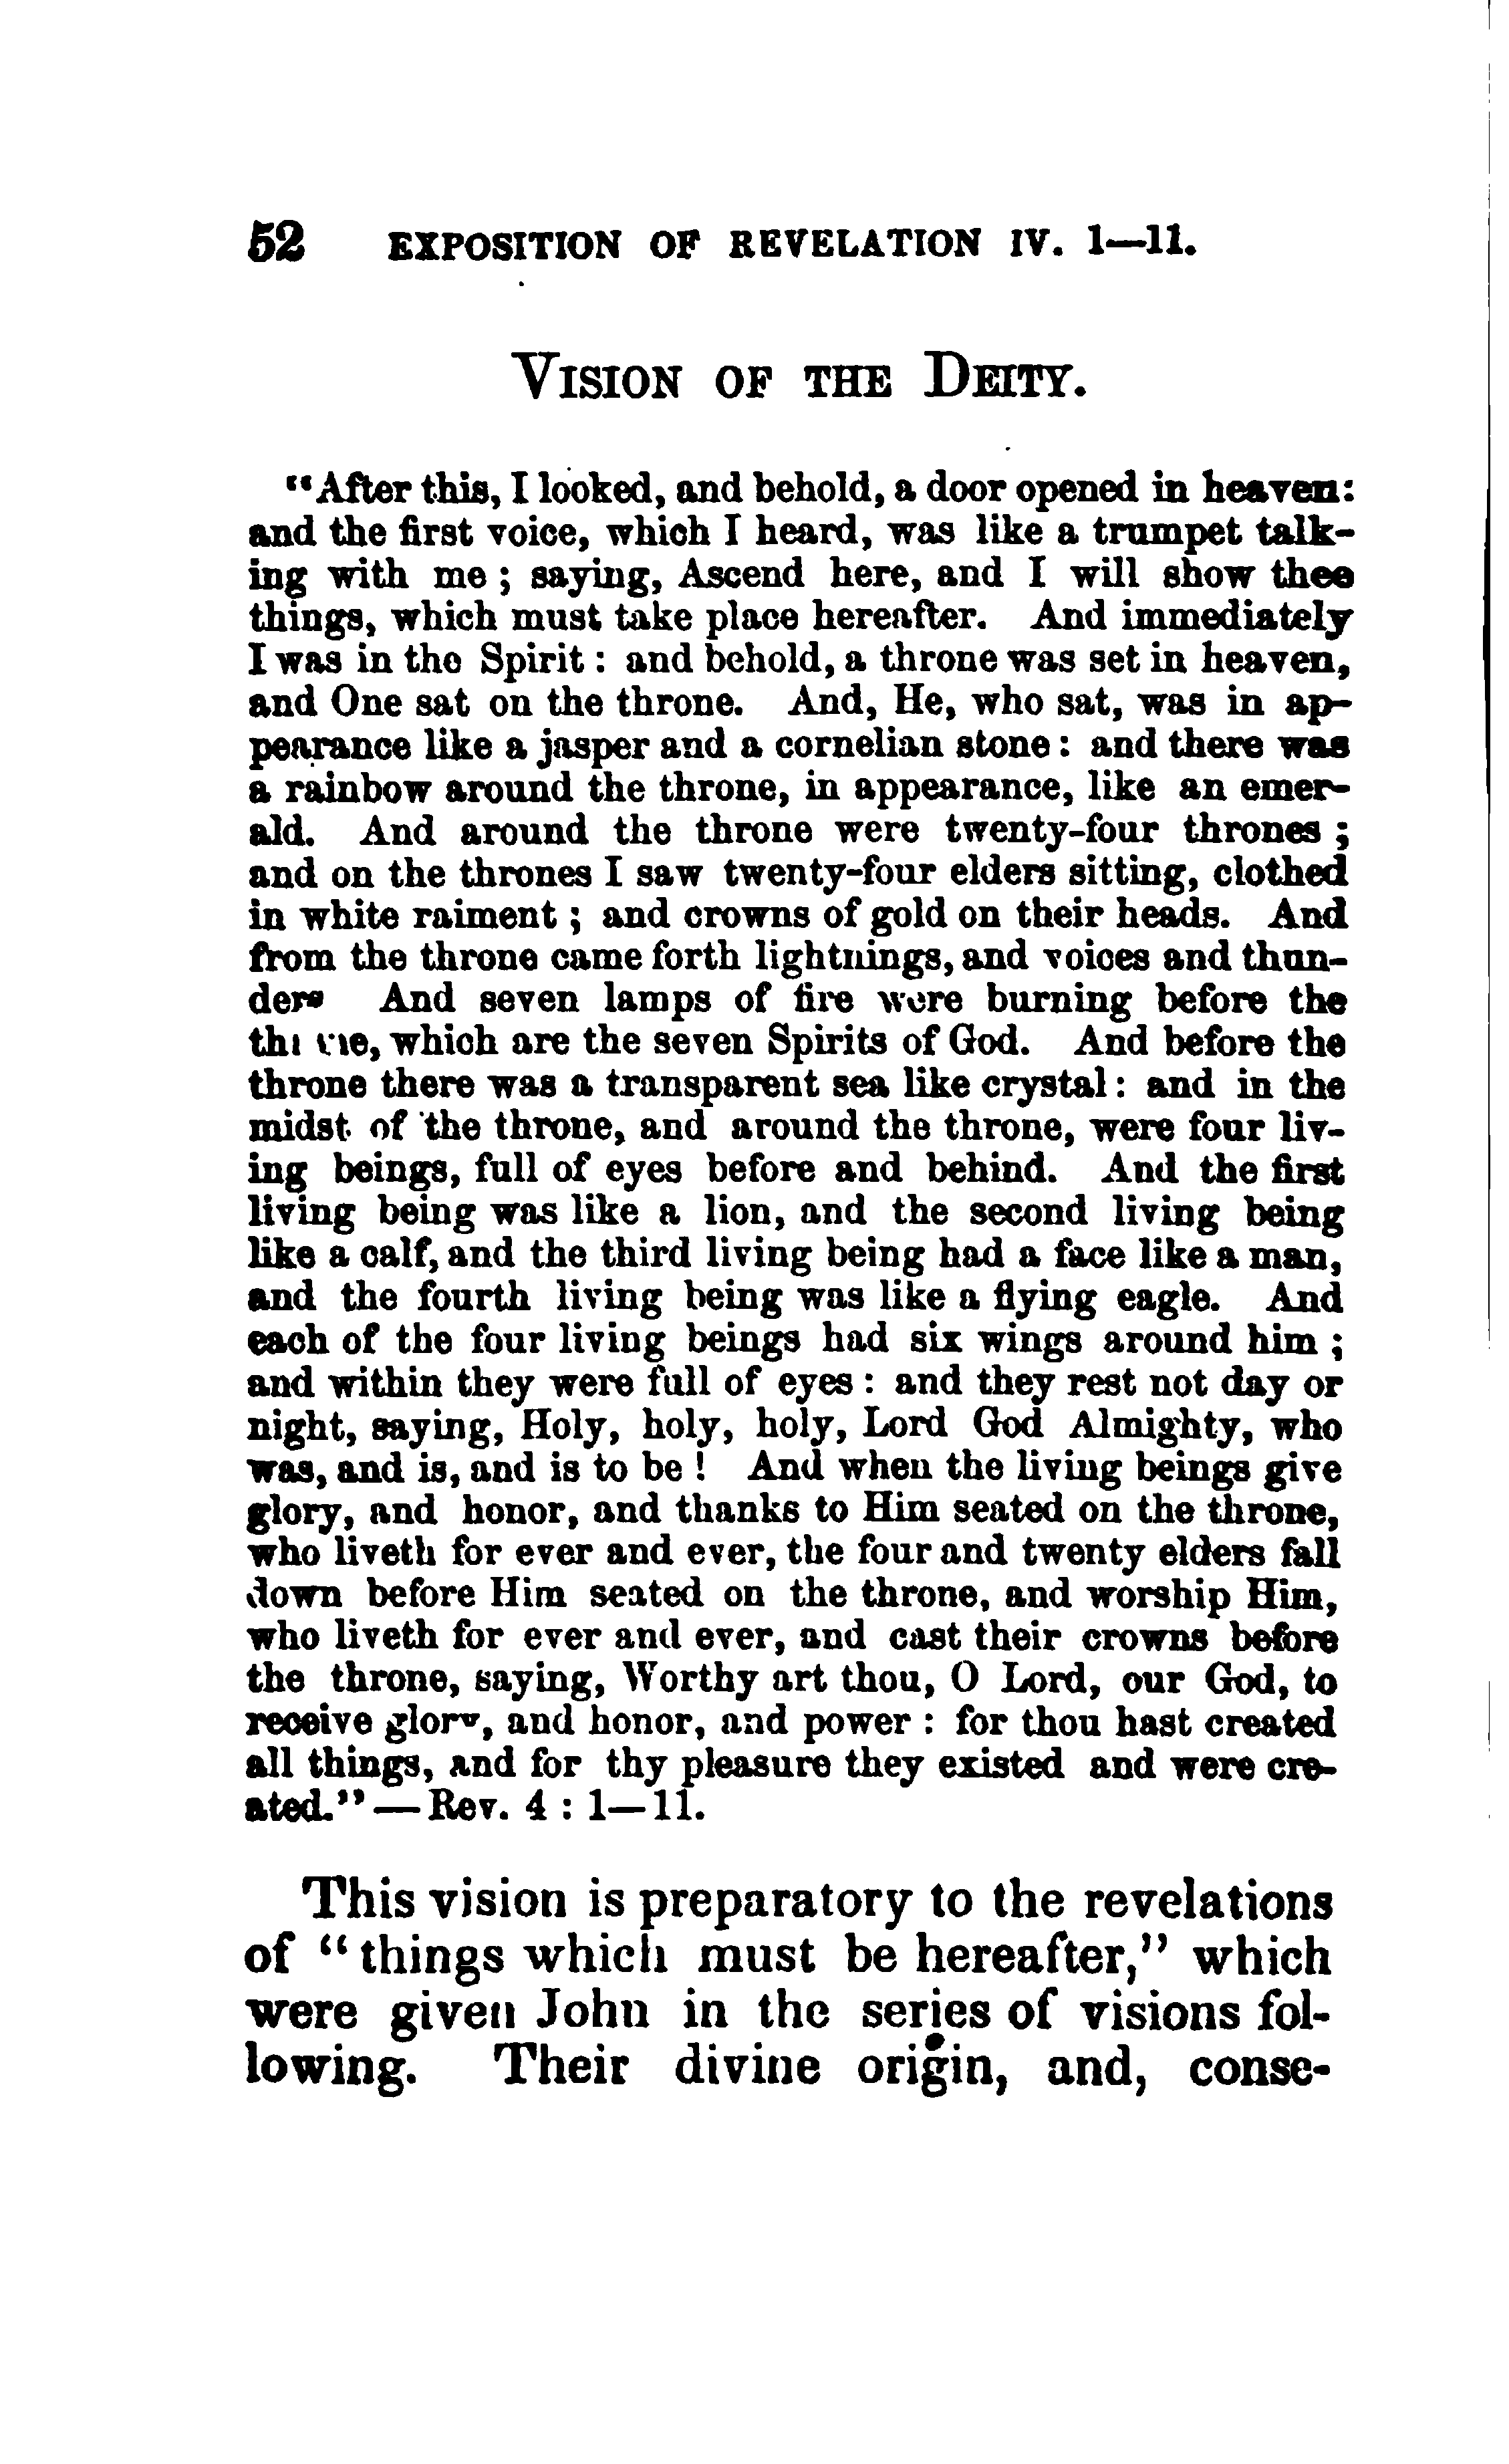 52 EXPOSITION OF REVELATION IV. 1—11.
VISION OF THE DEITY.
"After this, I looked, and behold, a door opened in heaven:
and the first voice, which I heard, was like a trumpet talk-
ing with me ; saying, Ascend here, and I will show thee
things, which must take place hereafter. And immediately
I was in the Spirit : and behold, a throne was set in heaven,
and One sat on the throne. And, He, who sat, was in ap-
pearance like a jasper and a cornelian stone : and there was
a rainbow around the throne, in appearance, like an emer-
ald. And around the throne were twenty-four thrones ;
and on the thrones I saw twenty-four elders sitting, clothed
in white raiment ; and crowns of gold on their heads. And
from the throne came forth lightnings, and voices and thun-
ders And seven lamps of fire were burning before the
throne, which are the seven Spirits of God. And before the
throne there was a transparent sea like crystal : and in the
midst of the throne, and around the throne, were four liv-
ing beings, full of eyes before and behind. And the first
living being was like a lion, and the second living being
like a calf, and the third living being had a face like a man,
and the fourth living being was like a flying eagle. And
each of the four living beings had six wings around him ;
and within they were full of eyes : and they rest not day or
night, saying, Holy, holy, holy, Lord God Almighty, who
was, and is, and is to be ! And when the living beings give
glory, and honor, and thanks to Him seated on the throne,
who liveth for ever and ever, the four and twenty elders fall
down before Him seated on the throne, and worship Him,
who liveth for ever and ever, and cast their crowns before
the throne, saying, Worthy art thou, O Lord, our God, to
receive glory, and honor, and power : for thou hast created
all things, and for thy pleasure they existed and were cre-
ated."—Rev. 4 : 1—11.
This vision is preparatory to the revelations
of "things which must be hereafter," which
were given John in the series of visions fol-
lowing. Their divine origin, and, conse-